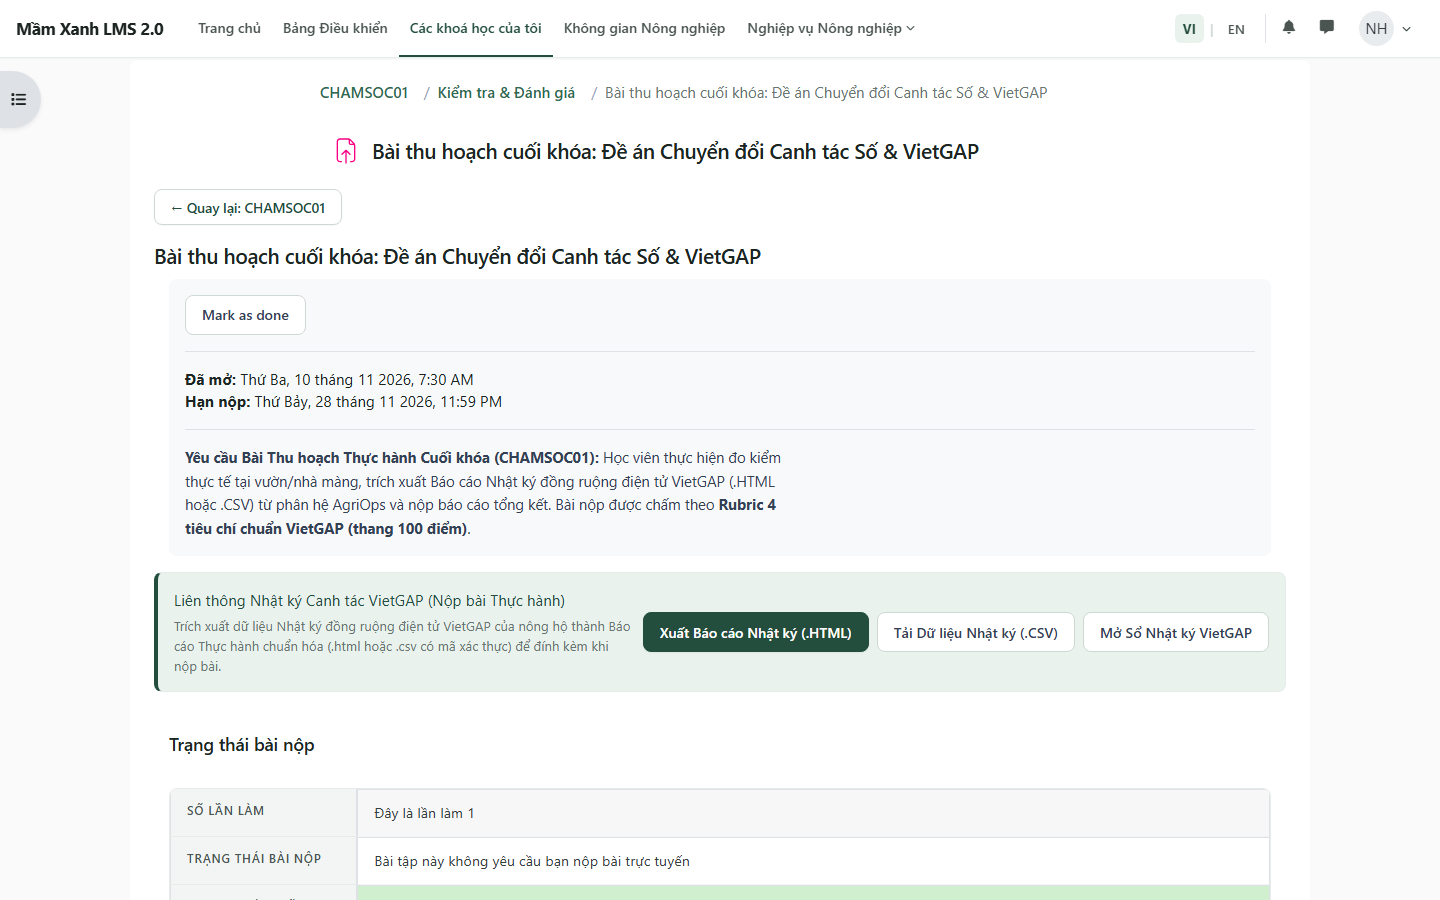 Mầm Xanh LMS 2.0
Trang chủ
Bảng Điều khiển
Các khoá học của tôi
Không gian Nông nghiệp
Nghiệp vụ Nông nghiệp
VI | EN
NH
CHAMSOC01 / Kiểm tra & Đánh giá / Bài thu hoạch cuối khóa: Đề án Chuyển đổi Canh tác Số & VietGAP
Bài thu hoạch cuối khóa: Đề án Chuyển đổi Canh tác Số & VietGAP
← Quay lại: CHAMSOC01
Bài thu hoạch cuối khóa: Đề án Chuyển đổi Canh tác Số & VietGAP
Mark as done
Đã mở: Thứ Ba, 10 tháng 11 2026, 7:30 AM
Hạn nộp: Thứ Bảy, 28 tháng 11 2026, 11:59 PM
Yêu cầu Bài Thu hoạch Thực hành Cuối khóa (CHAMSOC01): Học viên thực hiện đo kiểm
thực tế tại vườn/nhà màng, trích xuất Báo cáo Nhật ký đồng ruộng điện tử VietGAP (.HTML
hoặc .CSV) từ phân hệ AgriOps và nộp báo cáo tổng kết. Bài nộp được chấm theo Rubric 4
tiêu chí chuẩn VietGAP (thang 100 điểm).
Liên thông Nhật ký Canh tác VietGAP (Nộp bài Thực hành)
Trích xuất dữ liệu Nhật ký đồng ruộng điện tử VietGAP của nông hộ thành Báo
cáo Thực hành chuẩn hóa (.html hoặc .csv có mã xác thực) để đính kèm khi
nộp bài.
Xuất Báo cáo Nhật ký (.HTML)
Tải Dữ liệu Nhật ký (.CSV)
Mở Sổ Nhật ký VietGAP
Trạng thái bài nộp
SỐ LẦN LÀM
Đây là lần làm 1
TRẠNG THÁI BÀI NỘP
Bài tập này không yêu cầu bạn nộp bài trực tuyến